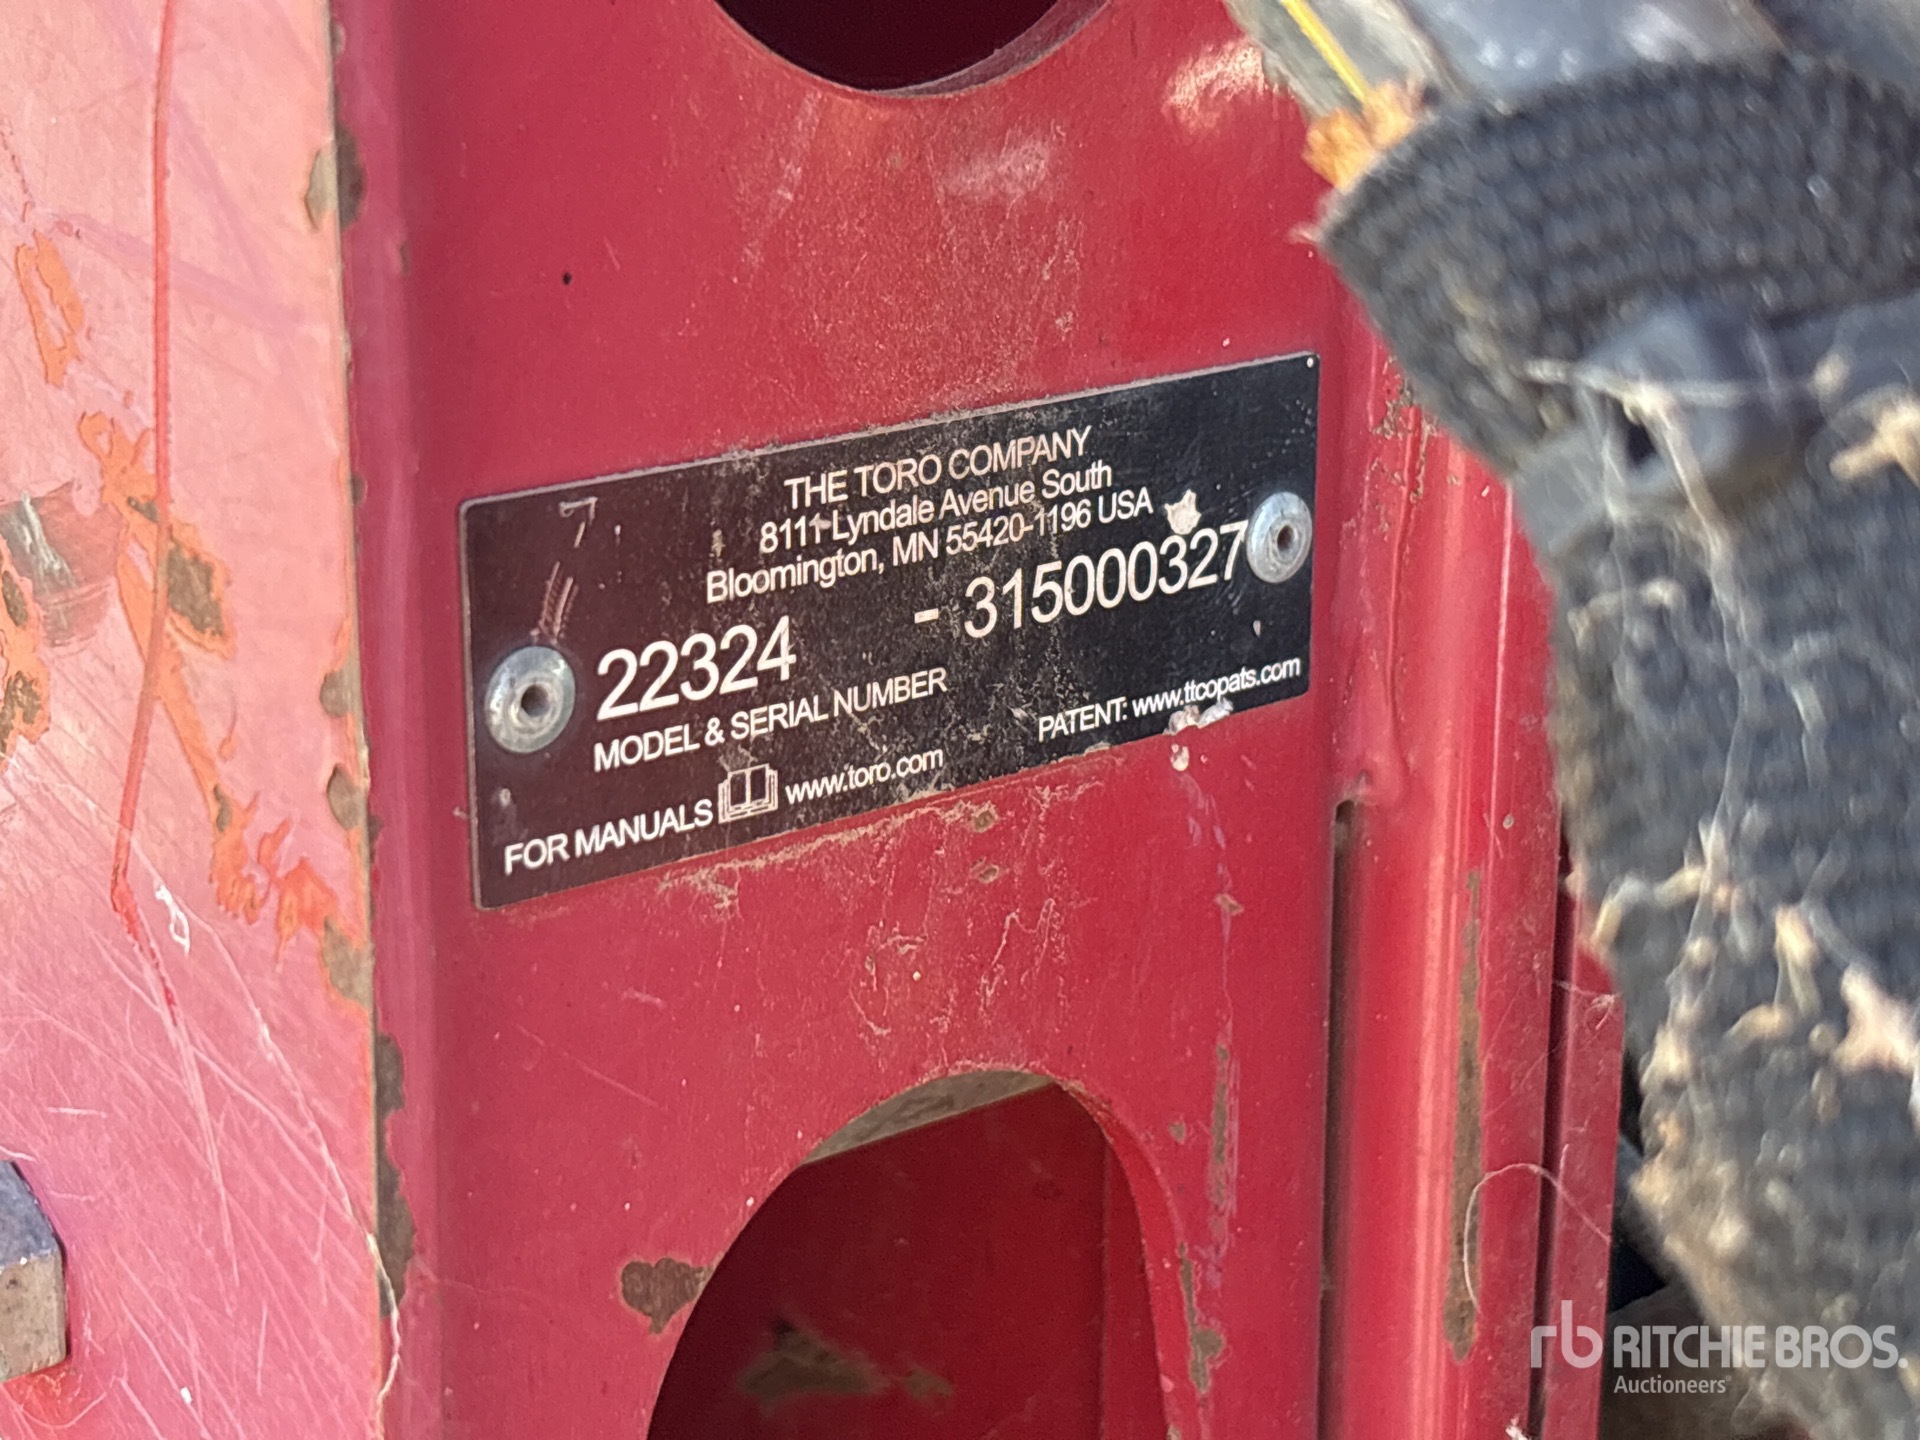 THE TORO COMPANY
8111 Lyndale Avenue South
Bloomington, MN 55420-1196 USA
22324 - 315000327
MODEL & SERIAL NUMBER
PATENT: www.ttcopats.com
FOR MANUALS www.toro.com
rb RITCHIE BROS.
Auctioneers